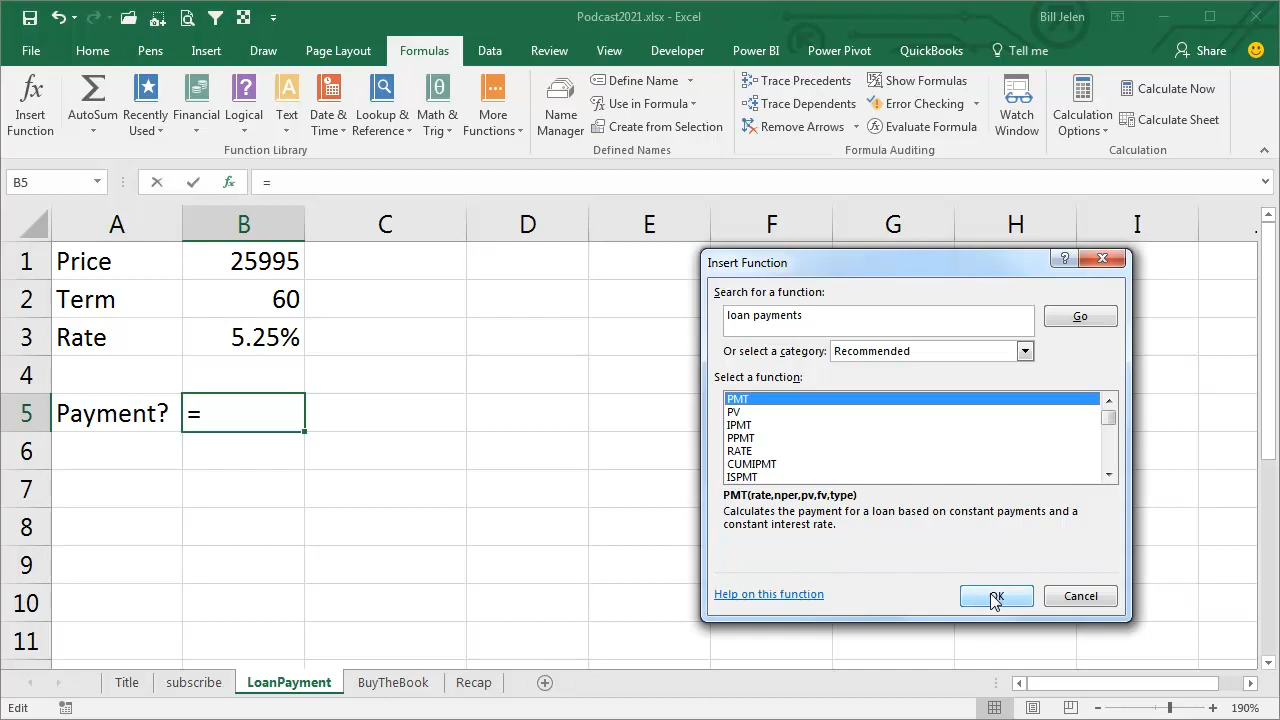 Podcast2021.xlsx - Excel
Bill Jelen
File Home Pens Insert Draw Page Layout Formulas Data Review View Developer Power BI Power Pivot QuickBooks Tell me Share
Insert Function
AutoSum
Recently Used
Financial
Logical
Text
Date & Time
Lookup & Reference
Math & Trig
More Functions
Function Library
Name Manager
Define Name
Use in Formula
Create from Selection
Defined Names
Trace Precedents
Trace Dependents
Remove Arrows
Show Formulas
Error Checking
Evaluate Formula
Formula Auditing
Watch Window
Calculation Options
Calculate Now
Calculate Sheet
Calculation
B5 fx =
A B C D E F G H I
1 Price 25995
2 Term 60
3 Rate 5.25%
4
5 Payment? =
6
7
8
9
10
11
Insert Function
Search for a function:
loan payments
Go
Or select a category: Recommended
Select a function:
PMT
PV
IPMT
PPMT
RATE
CUMIPMT
ISPMT
PMT(rate,nper,pv,fv,type)
Calculates the payment for a loan based on constant payments and a
constant interest rate.
Help on this function
OK Cancel
Title subscribe LoanPayment BuyTheBook Recap
Edit
190%